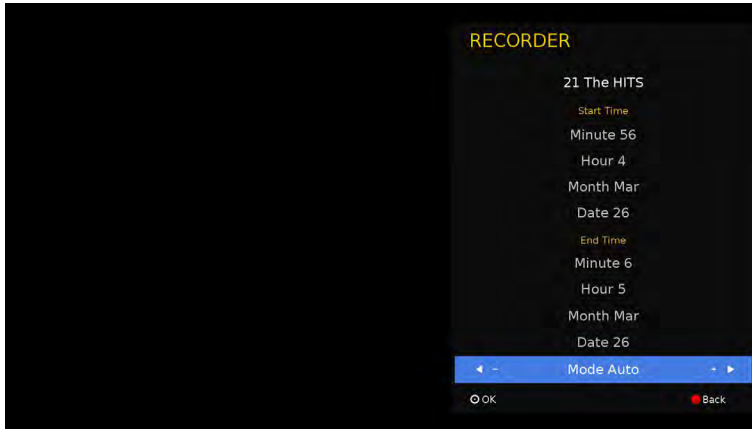 RECORDER
21 The HITS
Start Time
Minute 56
Hour 4
Month Mar
Date 26
End Time
Minute 6
Hour 5
Month Mar
Date 26
◄ - Mode Auto + ►
OK Back